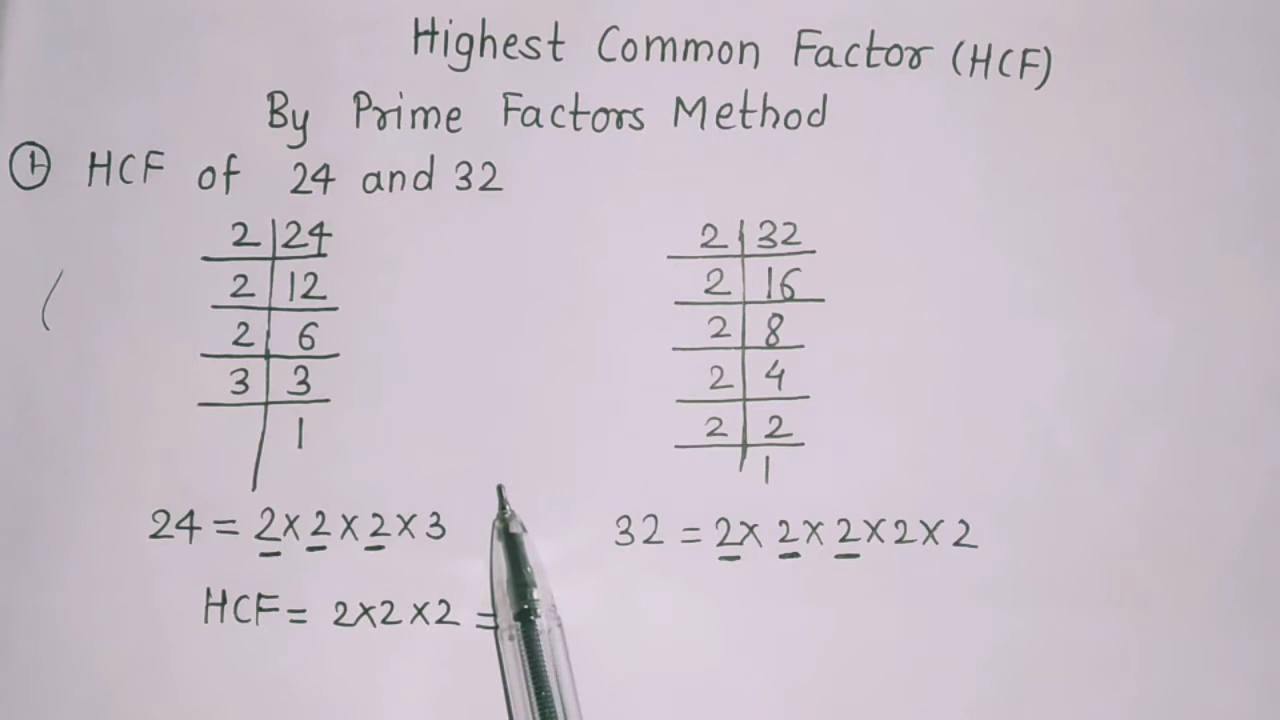 Highest Common Factor (HCF)
By Prime Factors Method
① HCF of 24 and 32
2 | 24
2 | 12
2 | 6
3 | 3
1
2 | 32
2 | 16
2 | 8
2 | 4
2 | 2
1
24 = 2 × 2 × 2 × 3
32 = 2 × 2 × 2 × 2 × 2
HCF = 2 × 2 × 2 =